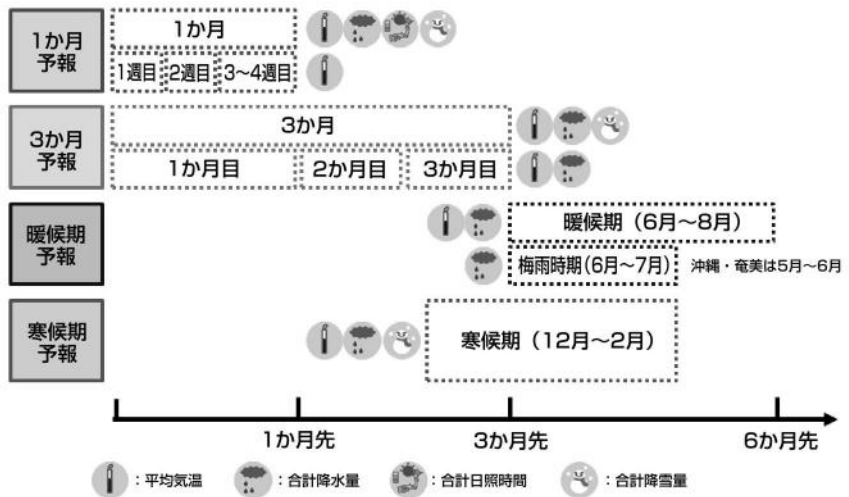 1か月
予報
1か月
1週目
2週目
3〜4週目
3か月
予報
3か月
1か月目
2か月目
3か月目
暖候期
予報
暖候期（6月〜8月）
梅雨時期（6月〜7月）
沖縄・奄美は5月〜6月
寒候期
予報
寒候期（12月〜2月）
1か月先
3か月先
6か月先
：平均気温
：合計降水量
：合計日照時間
：合計降雪量